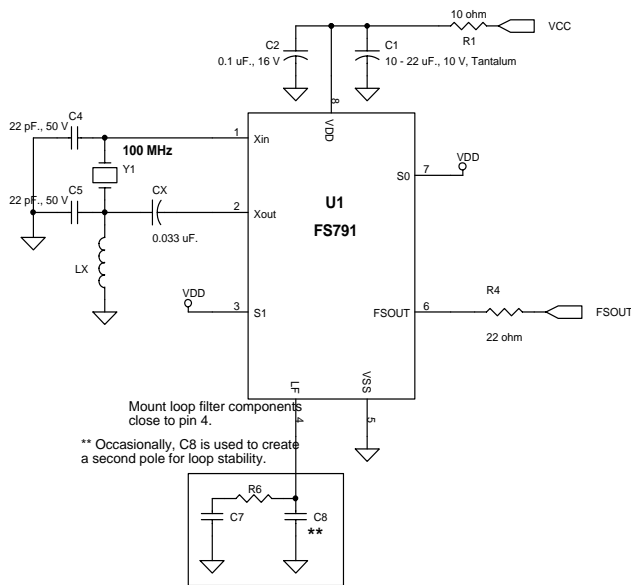 10 ohm
R1
VCC
C2
0.1 uF., 16 V
C1
10 - 22 uF., 10 V, Tantalum
8
VDD
C4
22 pF., 50 V
1
Xin
100 MHz
Y1
7
VDD
S0
C5
22 pF., 50 V
CX
2
Xout
0.033 uF.
U1
FS791
LX
VDD
3
S1
R4
6
FSOUT
FSOUT
22 ohm
LF
VSS
4
5
Mount loop filter components
close to pin 4.
** Occasionally, C8 is used to create
a second pole for loop stability.
R6
C7
C8
**